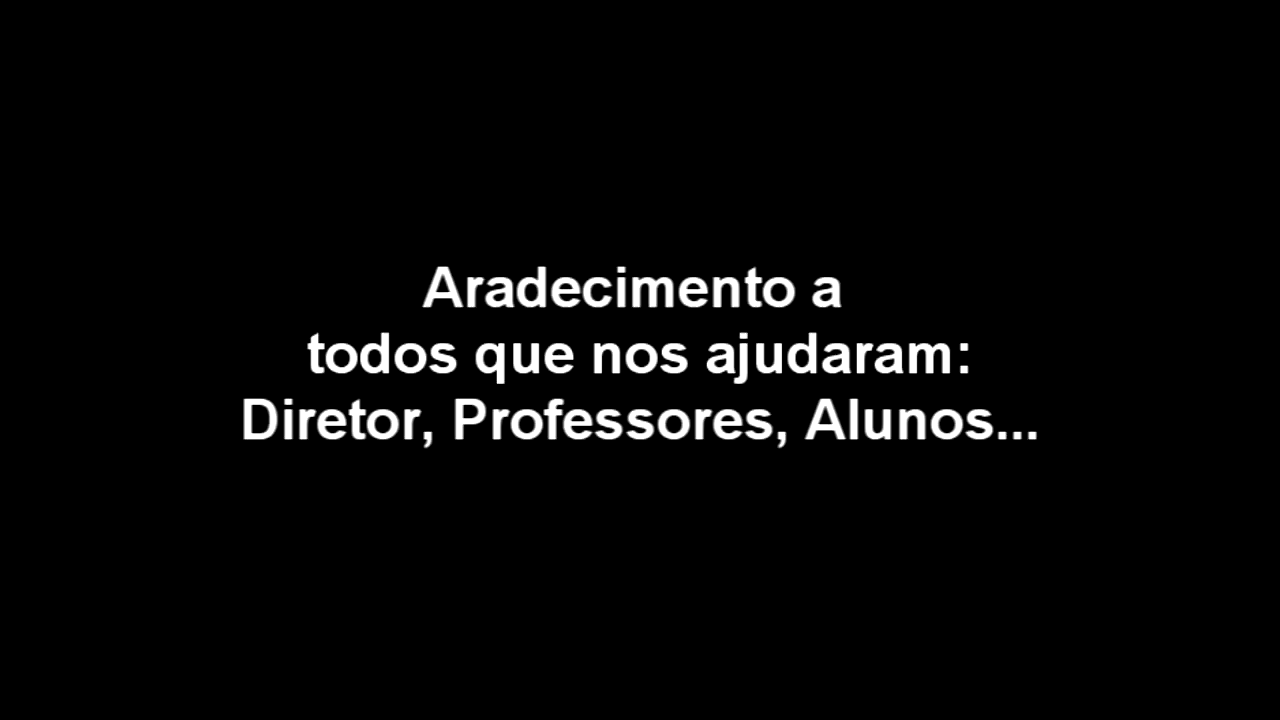 Aradecimento a
todos que nos ajudaram:
Diretor, Professores, Alunos...